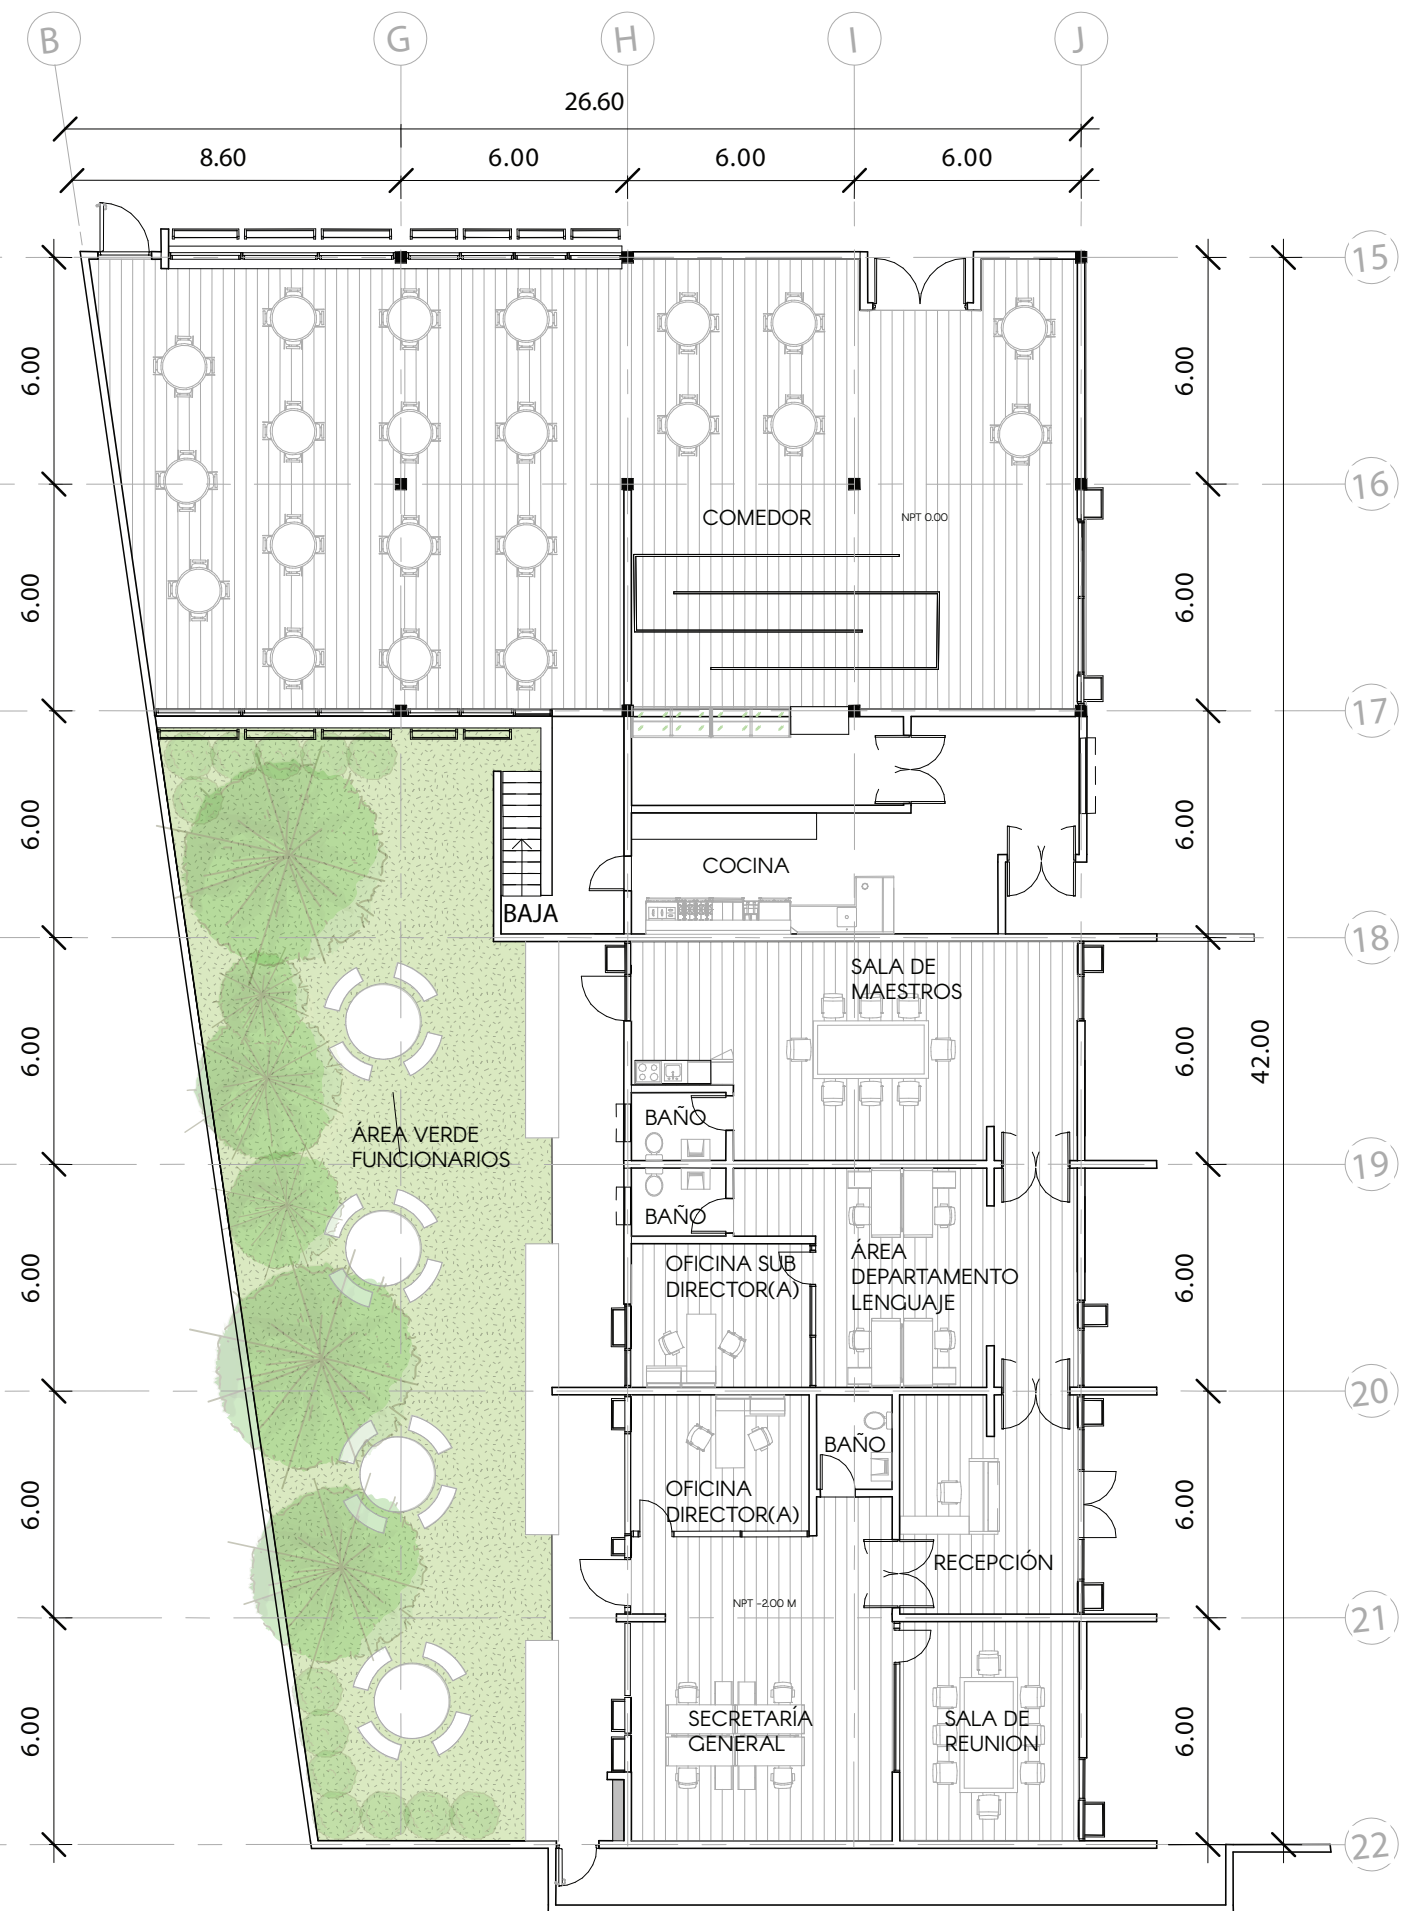 B
G
H
I
J
26.60
8.60
6.00
6.00
6.00
15
6.00
6.00
16
COMEDOR
NPT 0.00
6.00
6.00
17
6.00
6.00
COCINA
BAJA
18
SALA DE
MAESTROS
6.00
6.00
42.00
BAÑO
ÁREA VERDE
FUNCIONARIOS
19
BAÑO
OFICINA SUB
DIRECTOR(A)
ÁREA
DEPARTAMENTO
LENGUAJE
6.00
6.00
20
BAÑO
OFICINA
DIRECTOR(A)
6.00
6.00
RECEPCIÓN
NPT -2.00 M
21
SECRETARÍA
GENERAL
SALA DE
REUNION
6.00
6.00
22